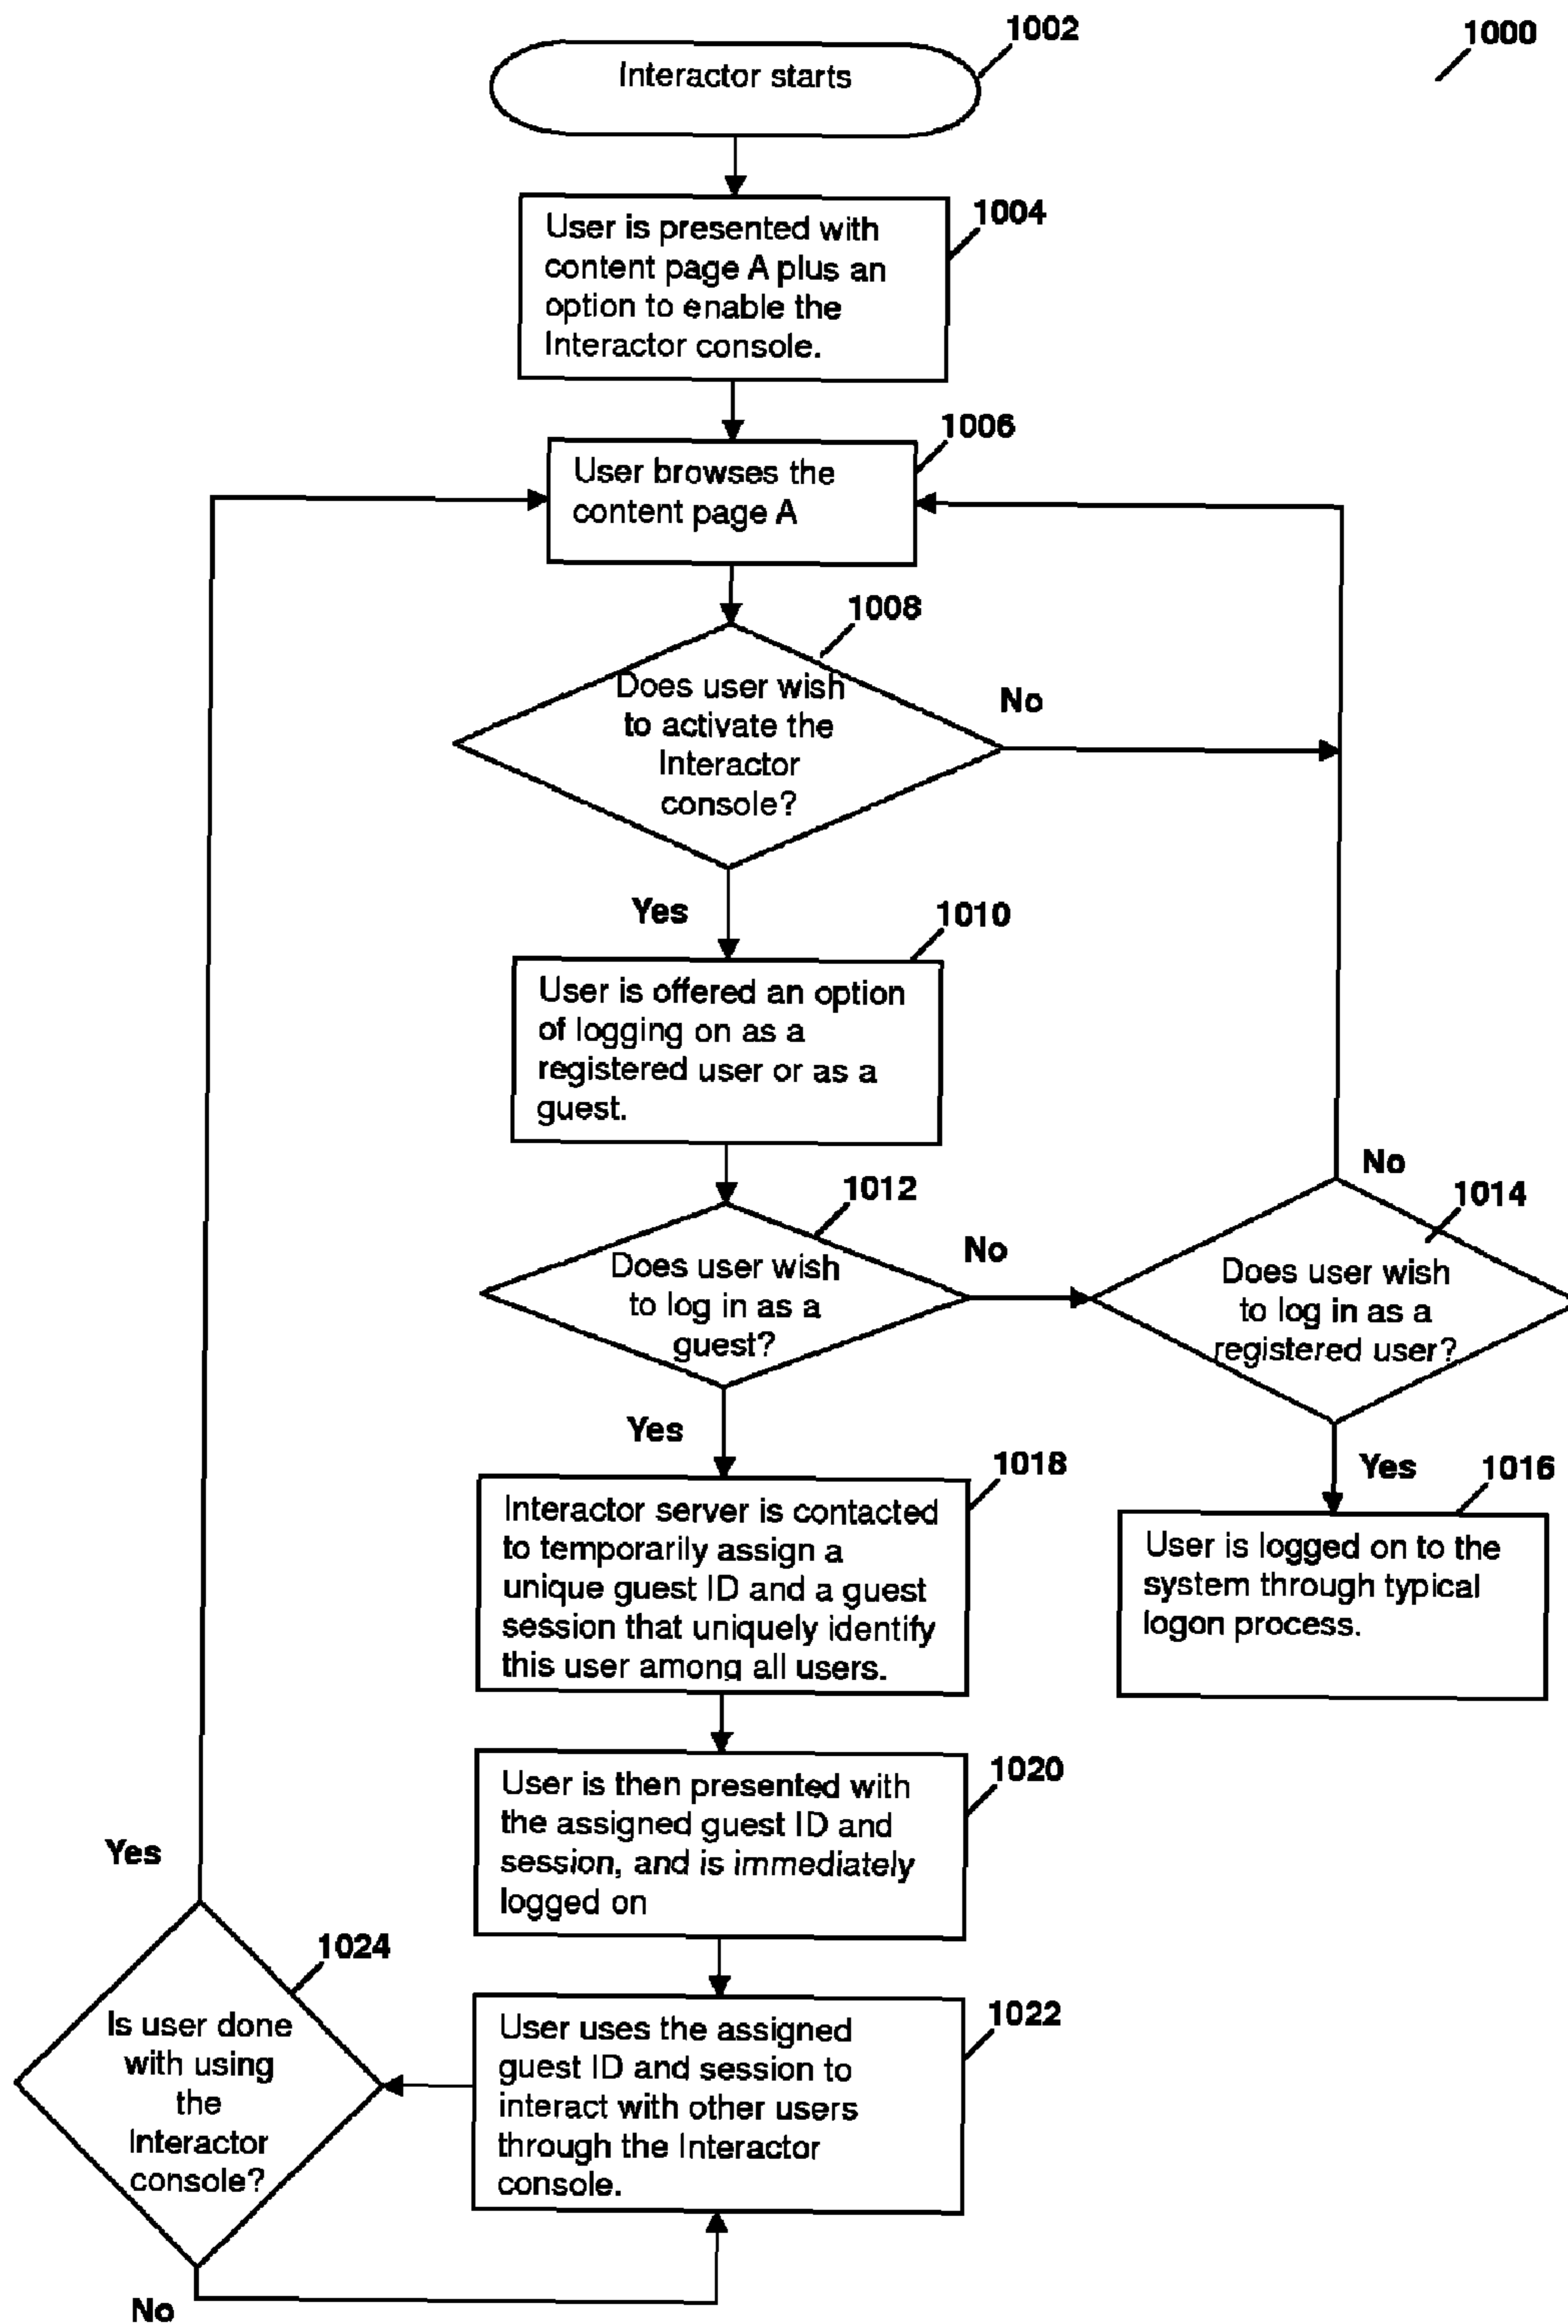 1002
1000
Interactor starts
1004
User is presented with
content page A plus an
option to enable the
Interactor console.
1006
User browses the
content page A
1008
Does user wish
to activate the
Interactor
console?
No
Yes
1010
User is offered an option
of logging on as a
registered user or as a
guest.
1012
Does user wish
to log in as a
guest?
No
No
1014
Does user wish
to log in as a
registered user?
Yes
1018
Interactor server is contacted
to temporarily assign a
unique guest ID and a guest
session that uniquely identify
this user among all users.
Yes
1016
User is logged on to the
system through typical
logon process.
1020
User is then presented with
the assigned guest ID and
session, and is immediately
logged on
Yes
1024
Is user done
with using
the
Interactor
console?
1022
User uses the assigned
guest ID and session to
interact with other users
through the Interactor
console.
No